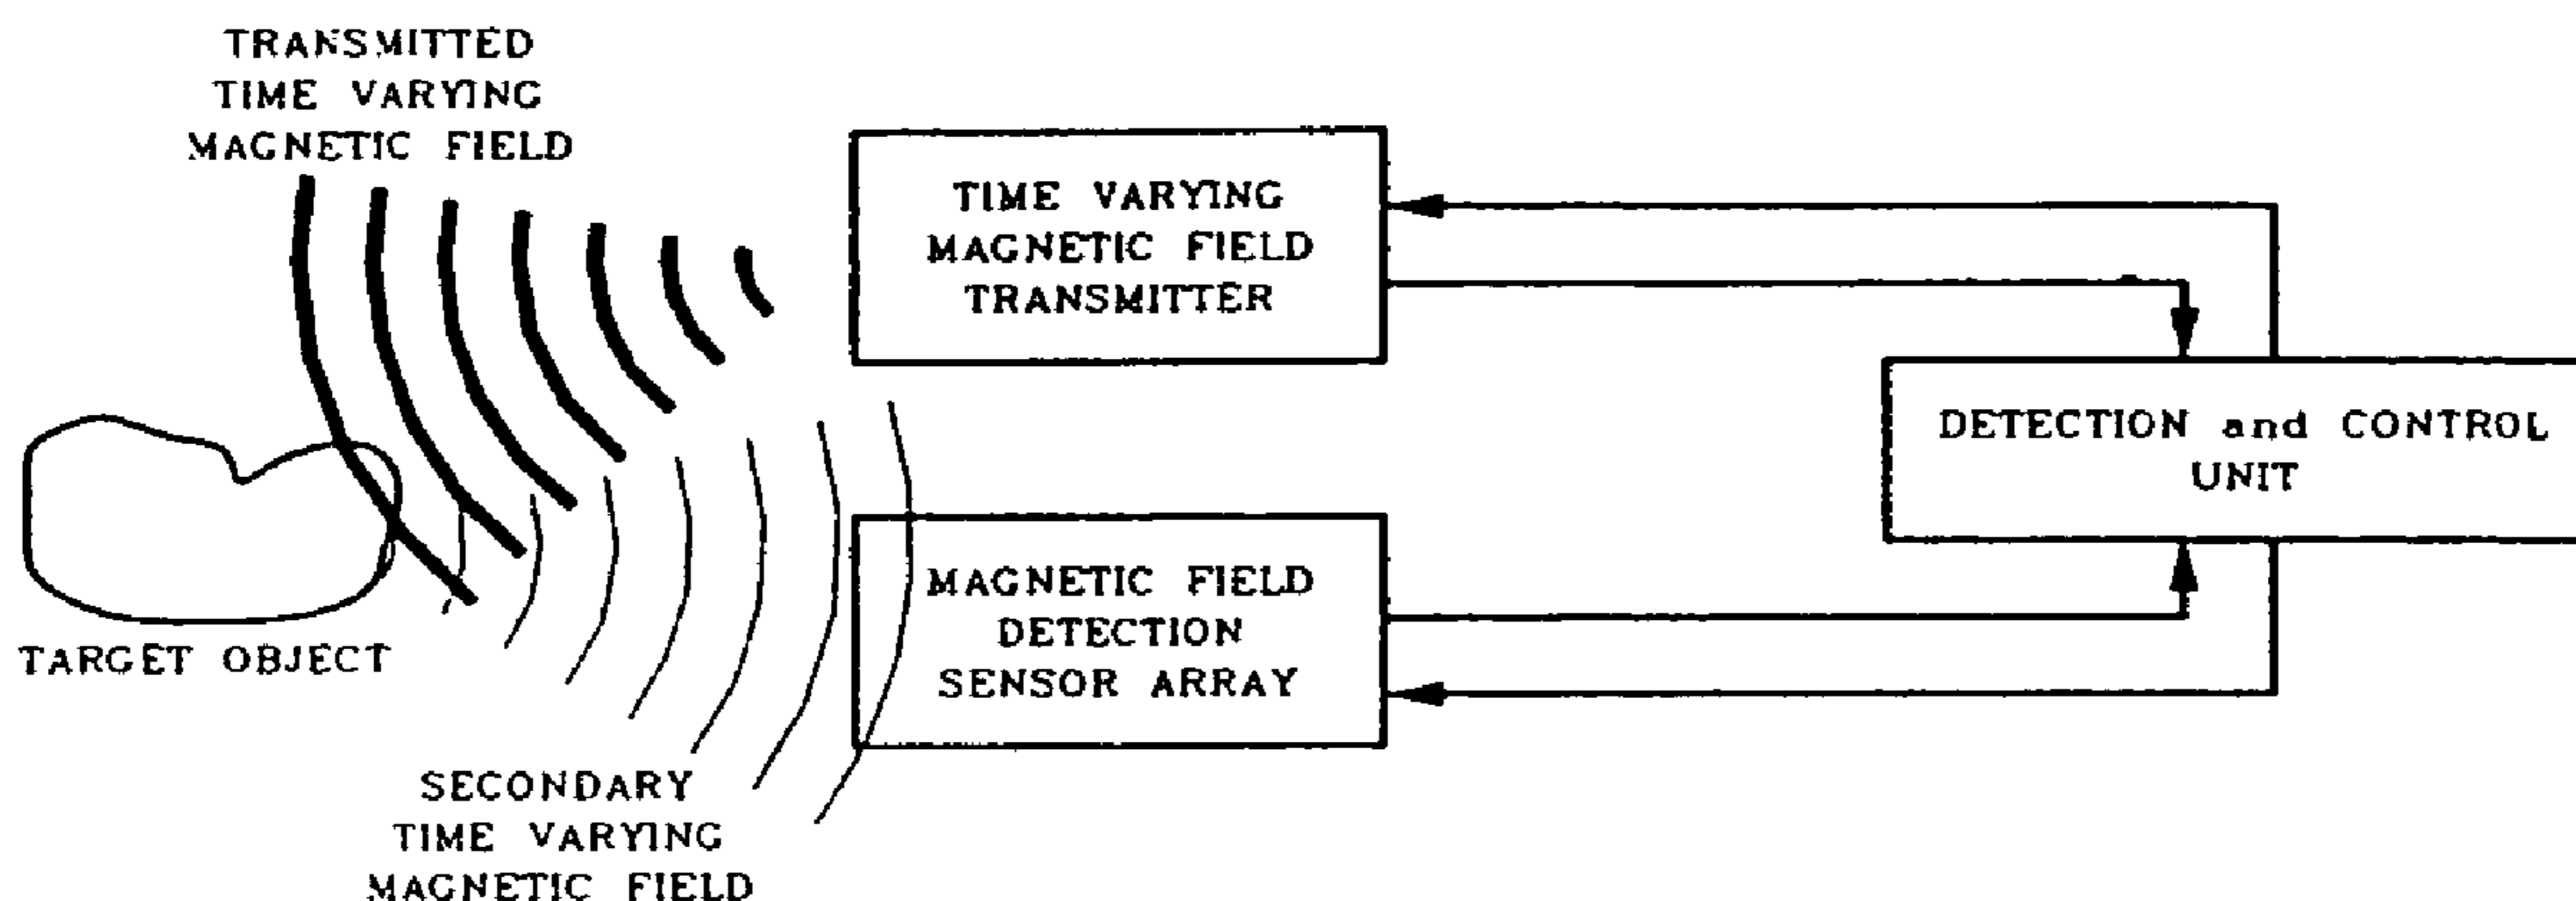 TRANSMITTED
TIME VARYING
MAGNETIC FIELD
TIME VARYING
MAGNETIC FIELD
TRANSMITTER
DETECTION and CONTROL
UNIT
MAGNETIC FIELD
DETECTION
SENSOR ARRAY
TARGET OBJECT
SECONDARY
TIME VARYING
MAGNETIC FIELD